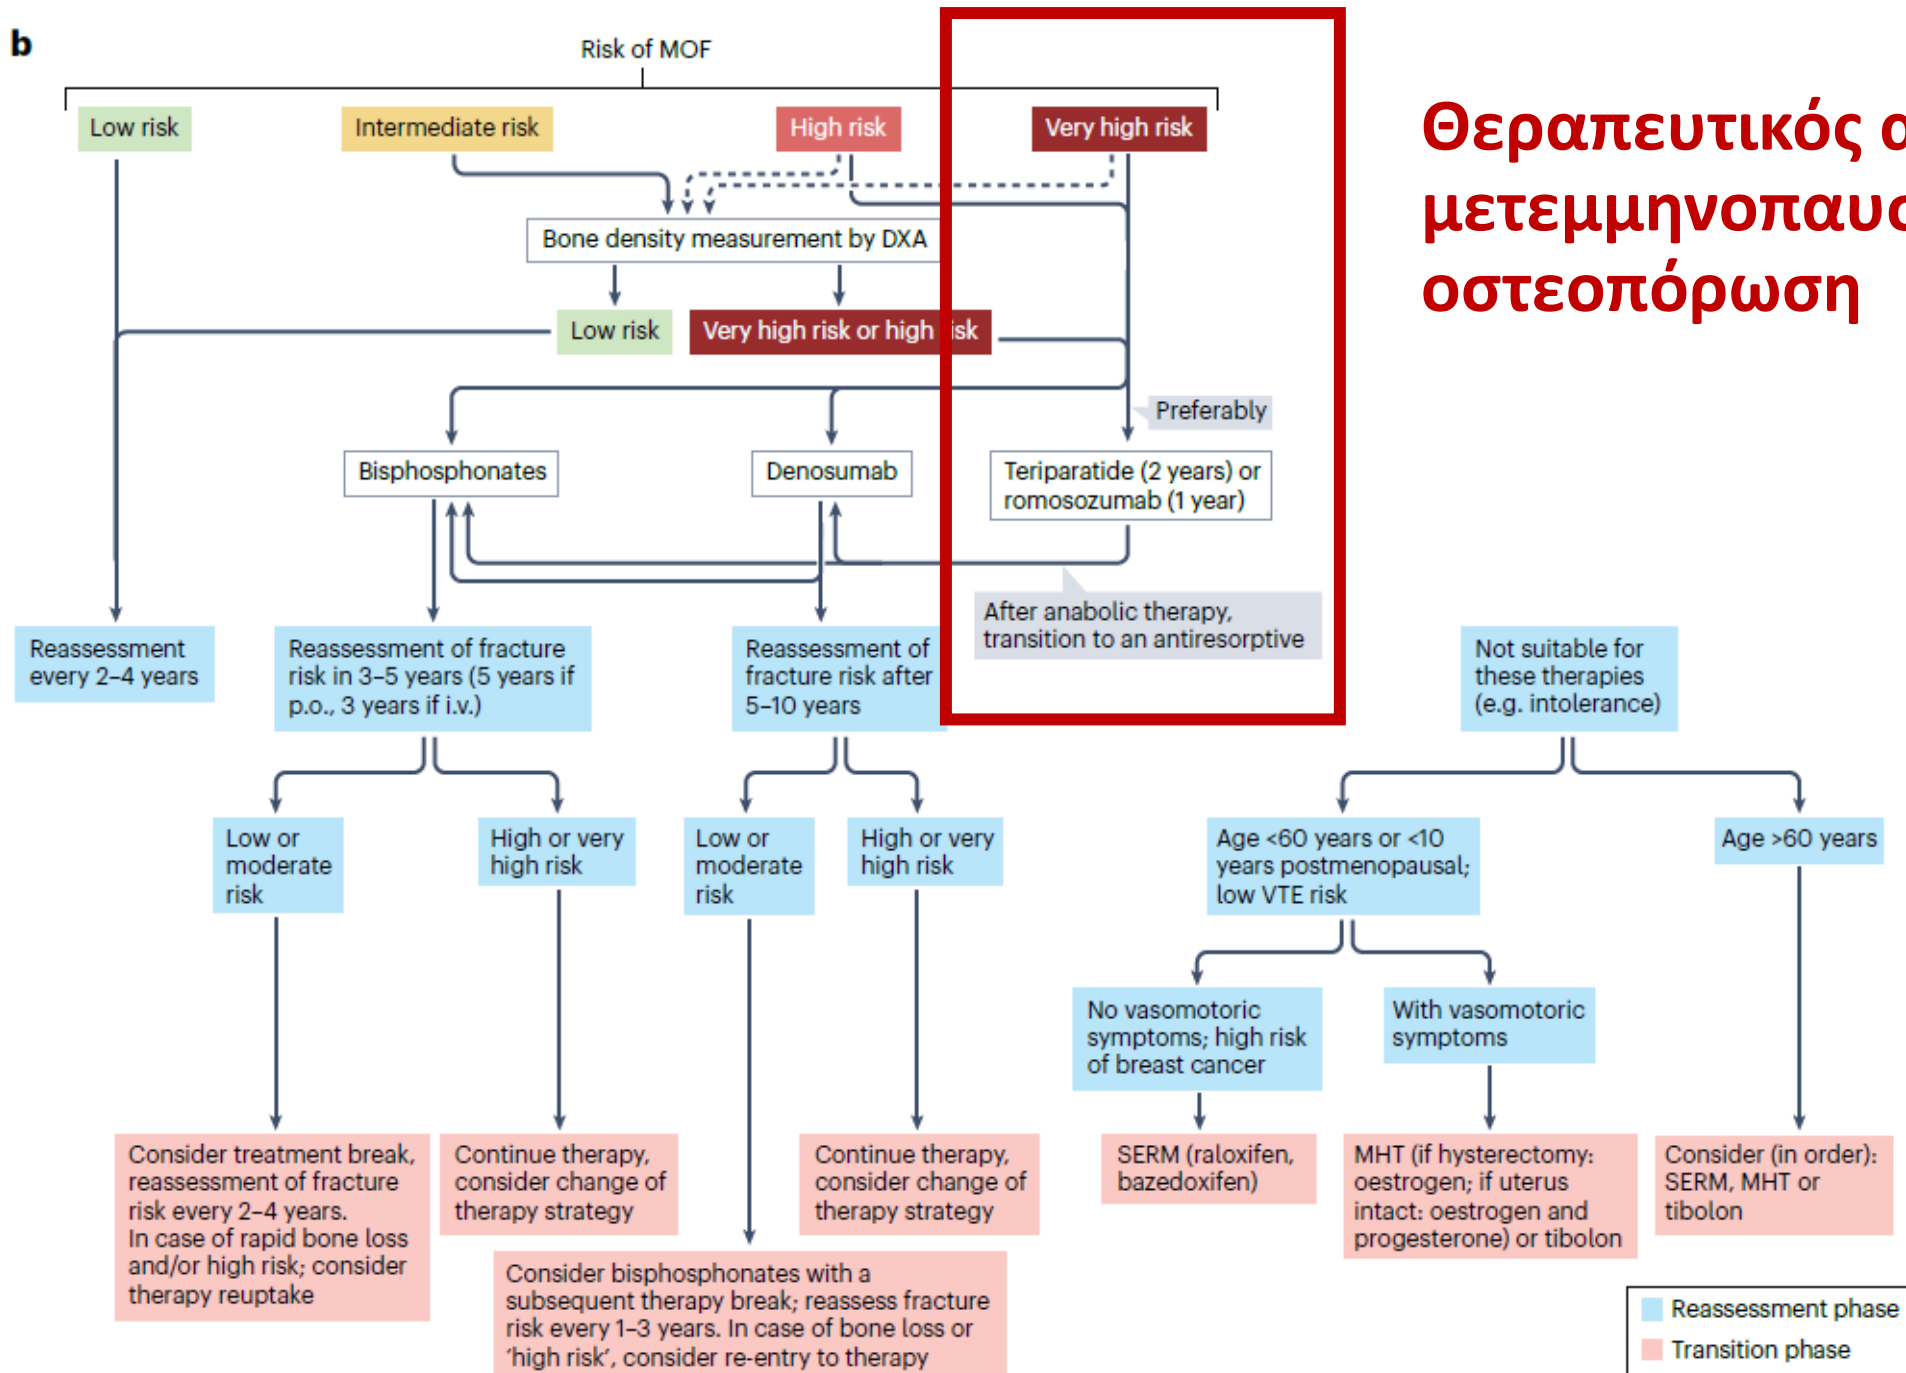 b
Risk of MOF
Low risk
Intermediate risk
High risk
Very high risk
Θεραπευτικός
οστεοπόρωση
Bone density measurement by DXA
Low risk
Very high risk or high
Preferably
Bisphosphonates
Denosumab
Teriparatide (2 years) or
romosozumab (1 year)
After anabolic therapy,
transition to an antiresorptive
Reassessment
every 2–4 years
Reassessment of fracture
risk in 3–5 years (5 years if
p.o., 3 years if i.v.)
Reassessment of
fracture risk after
5–10 years
Not suitable for
these therapies
(e.g. intolerance)
Low or
moderate
risk
High or very
high risk
Low or
moderate
risk
High or very
high risk
Age <60 years or <10
years postmenopausal;
low VTE risk
Age >60 years
No vasomotoric
symptoms; high risk
of breast cancer
With vasomotoric
symptoms
Consider treatment break,
reassessment of fracture
risk every 2–4 years.
In case of rapid bone loss
and/or high risk; consider
therapy reuptake
Continue therapy,
consider change of
therapy strategy
Continue therapy,
consider change of
therapy strategy
SERM (raloxifen,
bazedoxifen)
MHT (if hysterectomy:
oestrogen; if uterus
intact: oestrogen and
progesterone) or tibolon
Consider (in order):
SERM, MHT or
tibolon
Consider bisphosphonates with a
subsequent therapy break; reassess fracture
risk every 1–3 years. In case of bone loss or
‘high risk’, consider re-entry to therapy
Reassessment phase
Transition phase